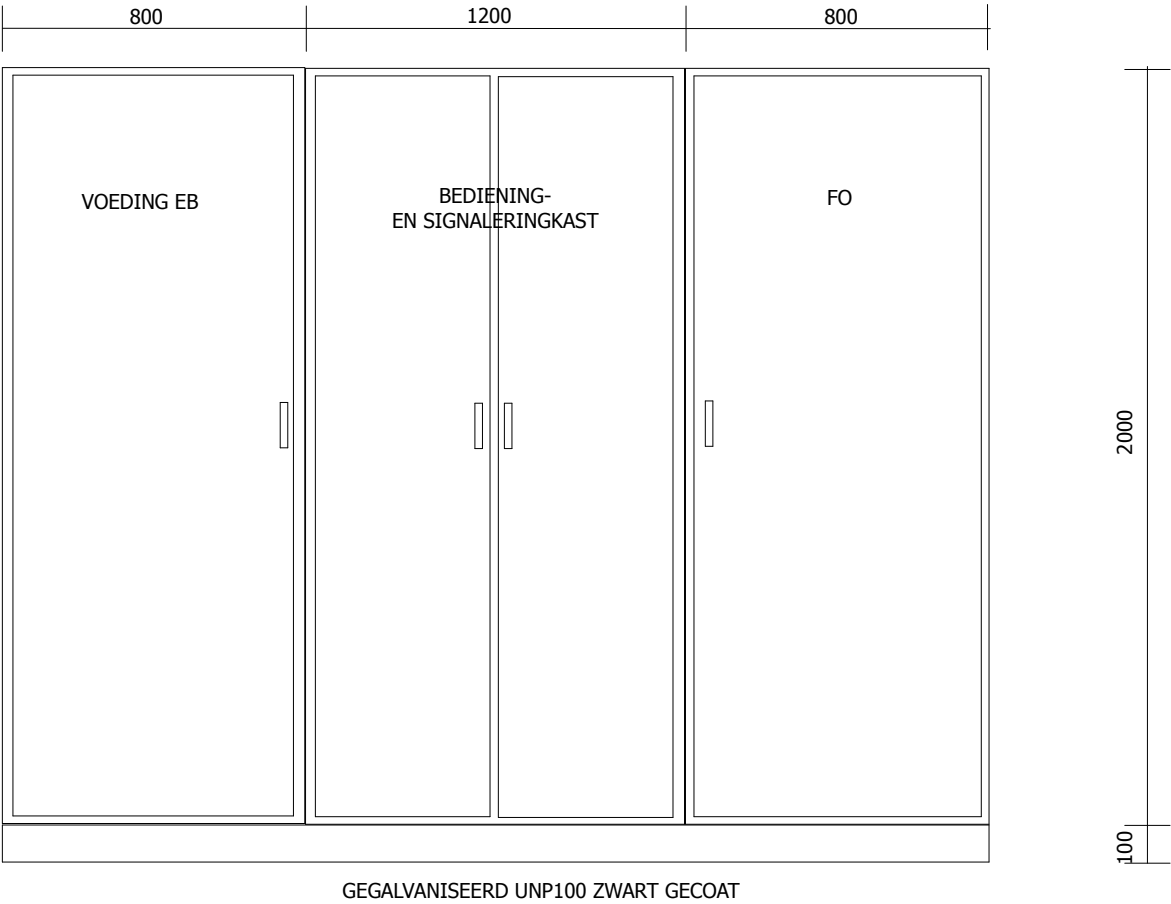 800
1200
800
VOEDING EB
BEDIENING-
EN SIGNALERINGKAST
FO
2000
100
GEGALVANISEERD UNP100 ZWART GECOAT